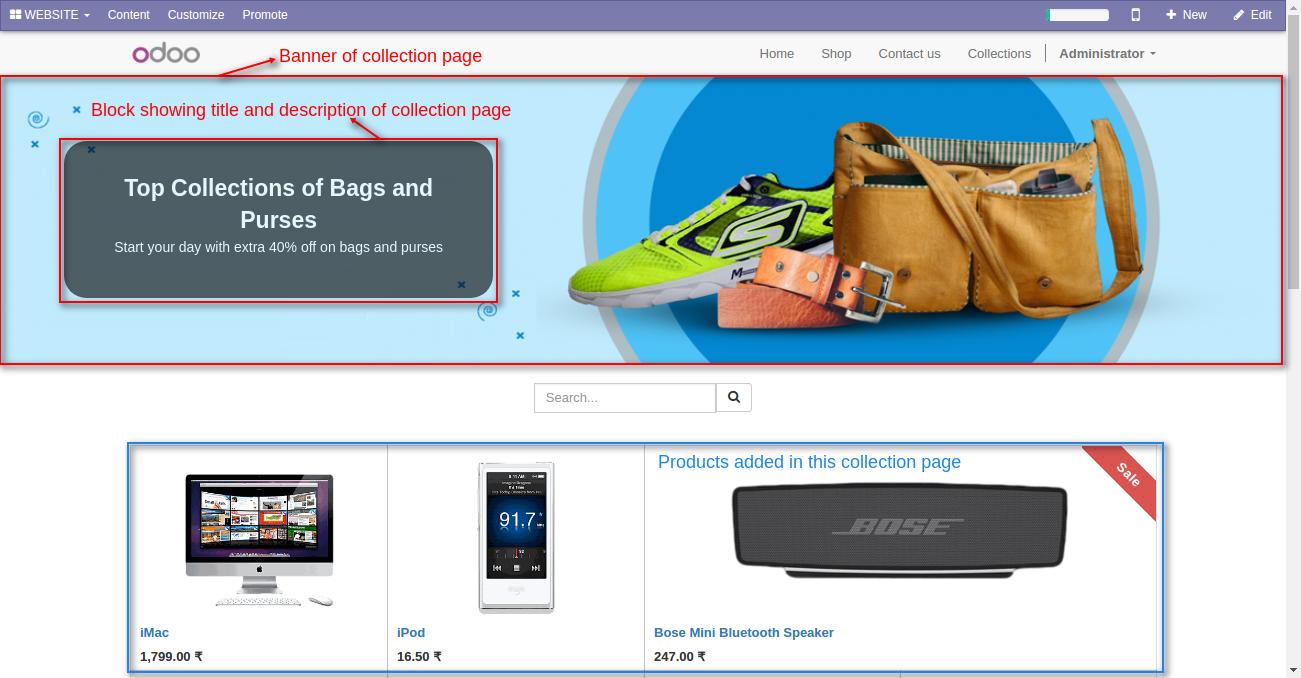 WEBSITE Content Customize Promote New Edit
odoo
Home Shop Contact us Collections Administrator
Banner of collection page
Block showing title and description of collection page
Top Collections of Bags and
Purses
Start your day with extra 40% off on bags and purses
Search...
Products added in this collection page
Sale
91.7
BOSE
iMac
iPod
Bose Mini Bluetooth Speaker
1,799.00 ₹
16.50 ₹
247.00 ₹